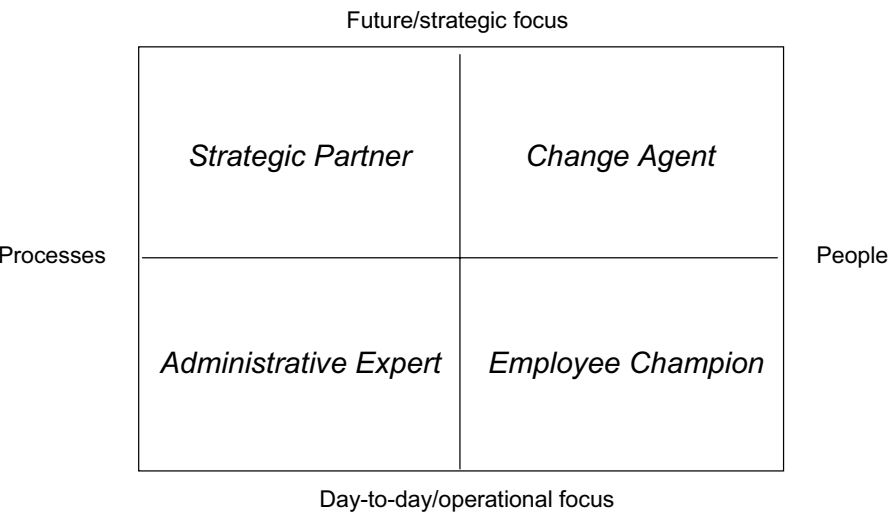 Future/strategic focus
Strategic Partner
Change Agent
Processes
People
Administrative Expert
Employee Champion
Day-to-day/operational focus